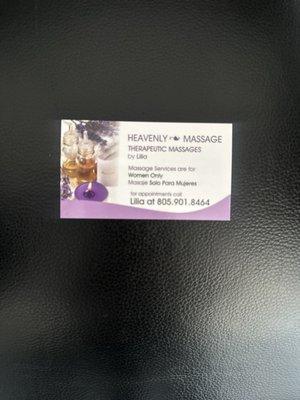 HEAVENLY MASSAGE
THERAPEUTIC MASSAGES
by Lilia
Massage Services are for
Women Only
Masaje Solo Para Mujeres
for appointments call
Lilia at 805.901.8464